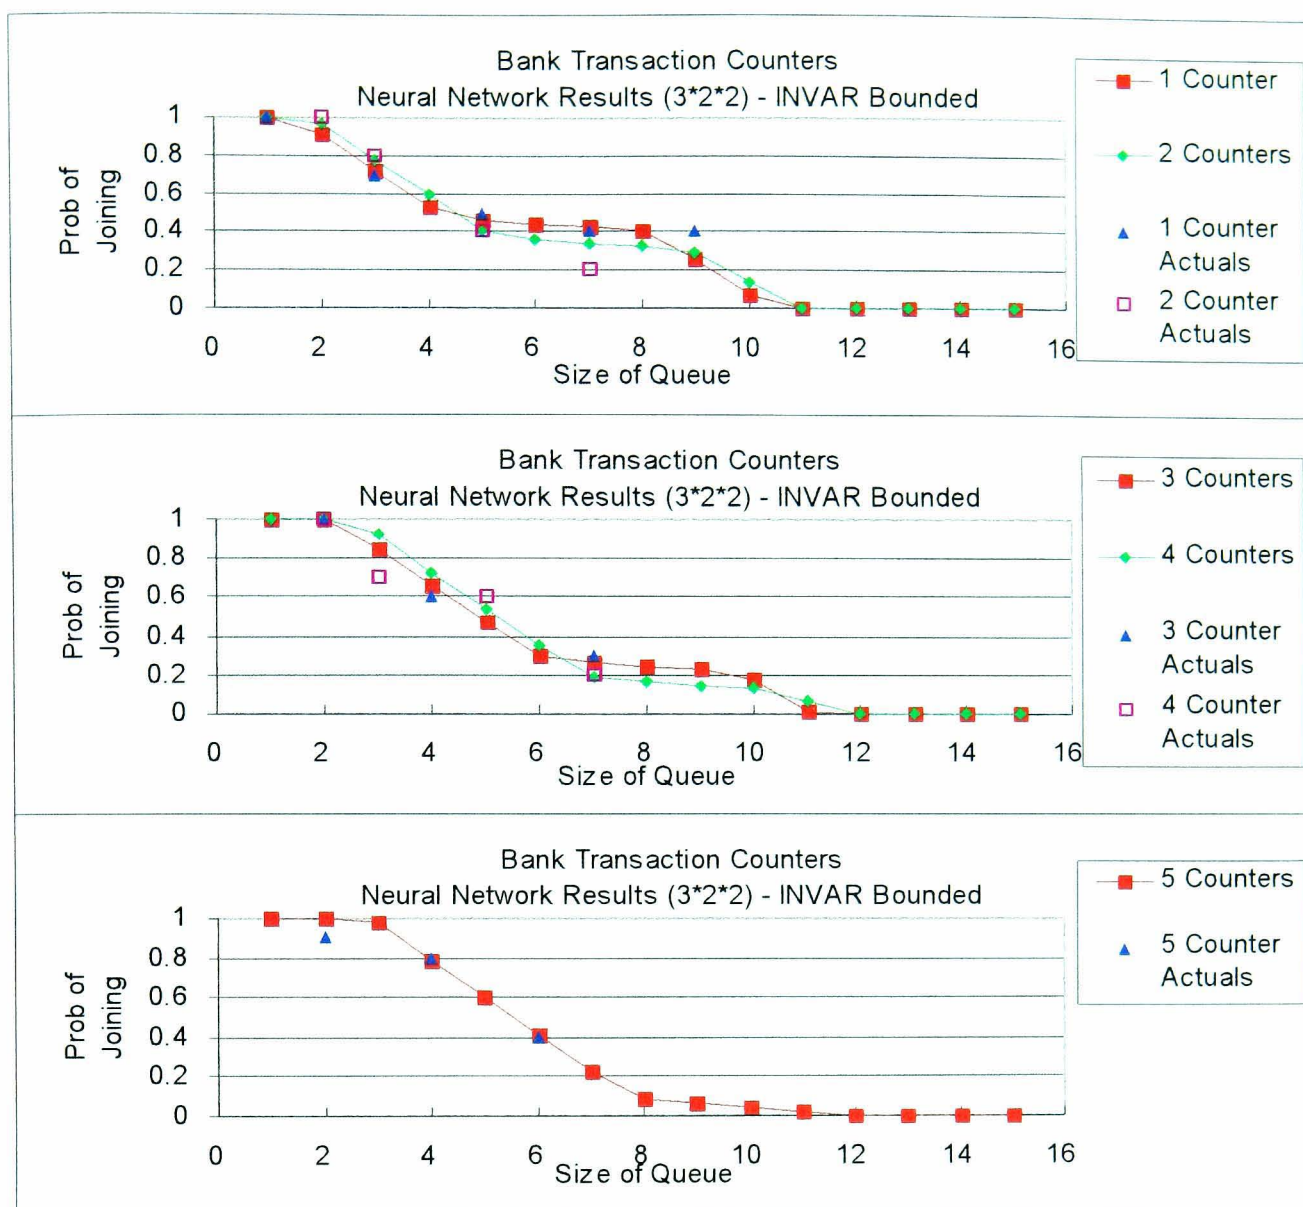 Bank Transaction Counters
Neural Network Results (3*2*2) - INVAR Bounded
Prob of
Joining
1
0.8
0.6
0.4
0.2
0
0 2 4 6 8 10 12 14 16
Size of Queue
1 Counter
2 Counters
1 Counter
Actuals
2 Counter
Actuals
Bank Transaction Counters
Neural Network Results (3*2*2) - INVAR Bounded
Prob of
Joining
1
0.8
0.6
0.4
0.2
0
0 2 4 6 8 10 12 14 16
Size of Queue
3 Counters
4 Counters
3 Counter
Actuals
4 Counter
Actuals
Bank Transaction Counters
Neural Network Results (3*2*2) - INVAR Bounded
Prob of
Joining
1
0.8
0.6
0.4
0.2
0
0 2 4 6 8 10 12 14 16
Size of Queue
5 Counters
5 Counter
Actuals